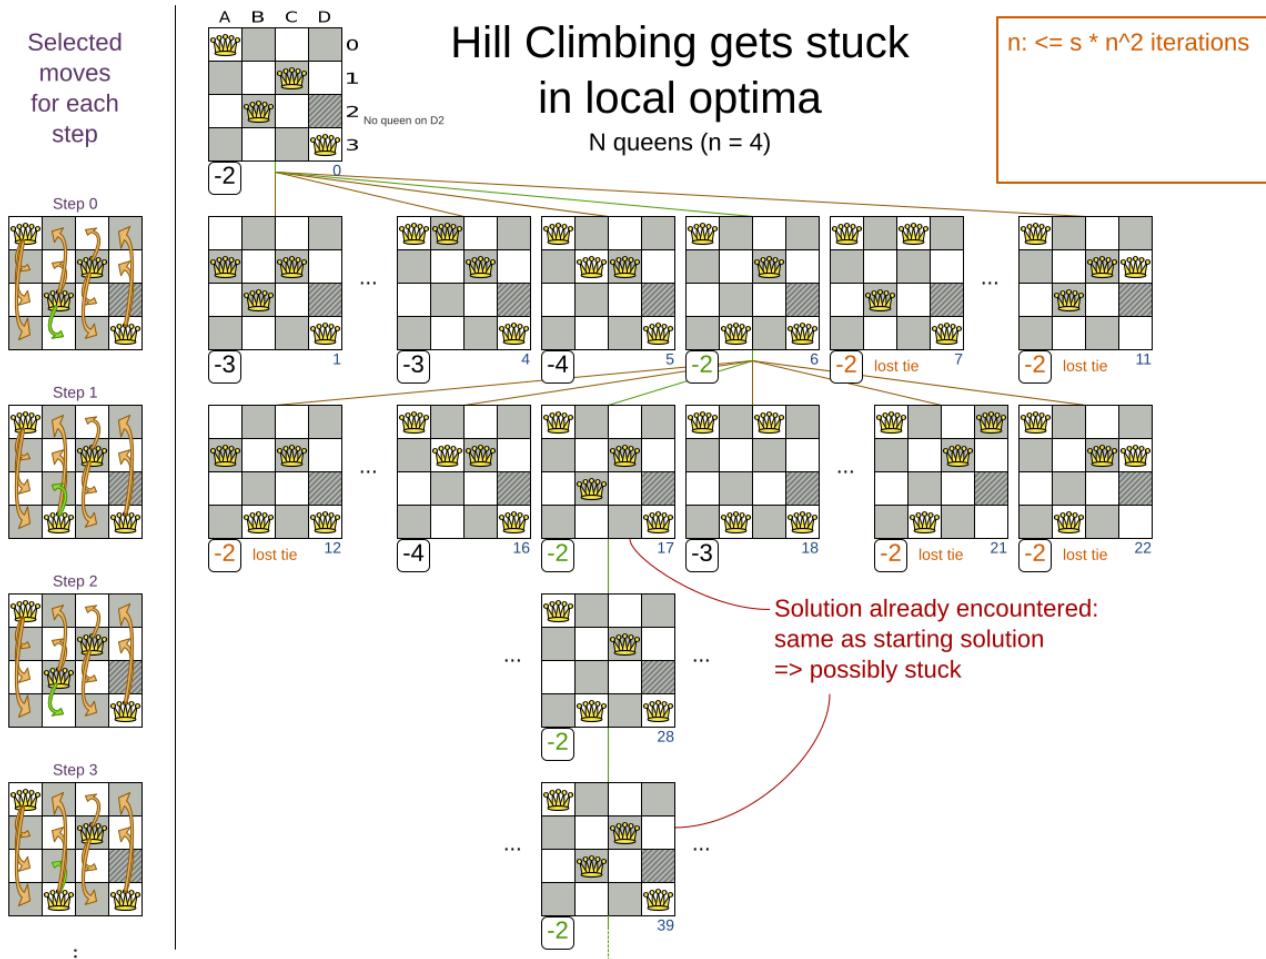 Selected
moves
for each
step
A B C D
0
1
2
3
No queen on D2
-2
0
Hill Climbing gets stuck
in local optima
N queens (n = 4)
n: <= s * n^2 iterations
Step 0
-3
1
...
-3
4
-4
5
-2
6
-2 lost tie
7
...
-2 lost tie
11
Step 1
-2 lost tie
12
...
-4
16
-2
17
-3
18
...
-2 lost tie
21
-2 lost tie
22
Step 2
...
-2
28
...
Solution already encountered:
same as starting solution
=> possibly stuck
Step 3
...
-2
39
...
: